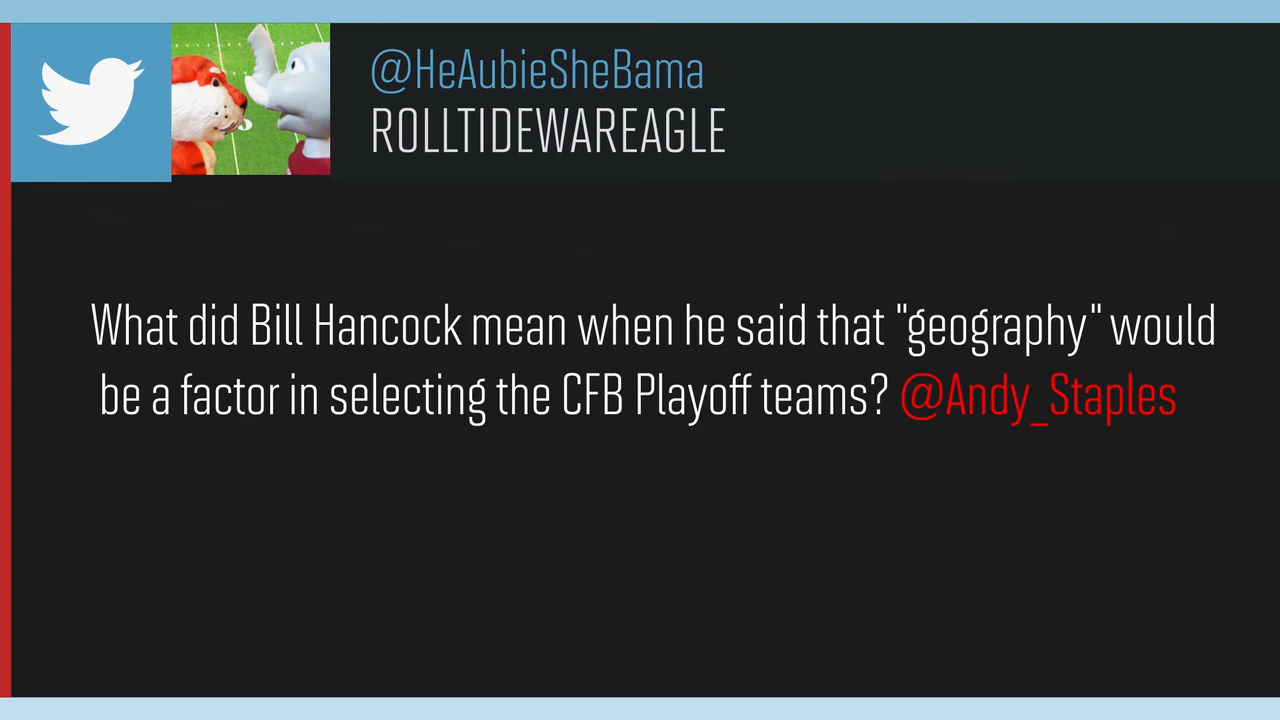 @HeAubieSheBama
ROLLTIDEWAREAGLE
What did Bill Hancock mean when he said that "geography" would
be a factor in selecting the CFB Playoff teams? @Andy_Staples